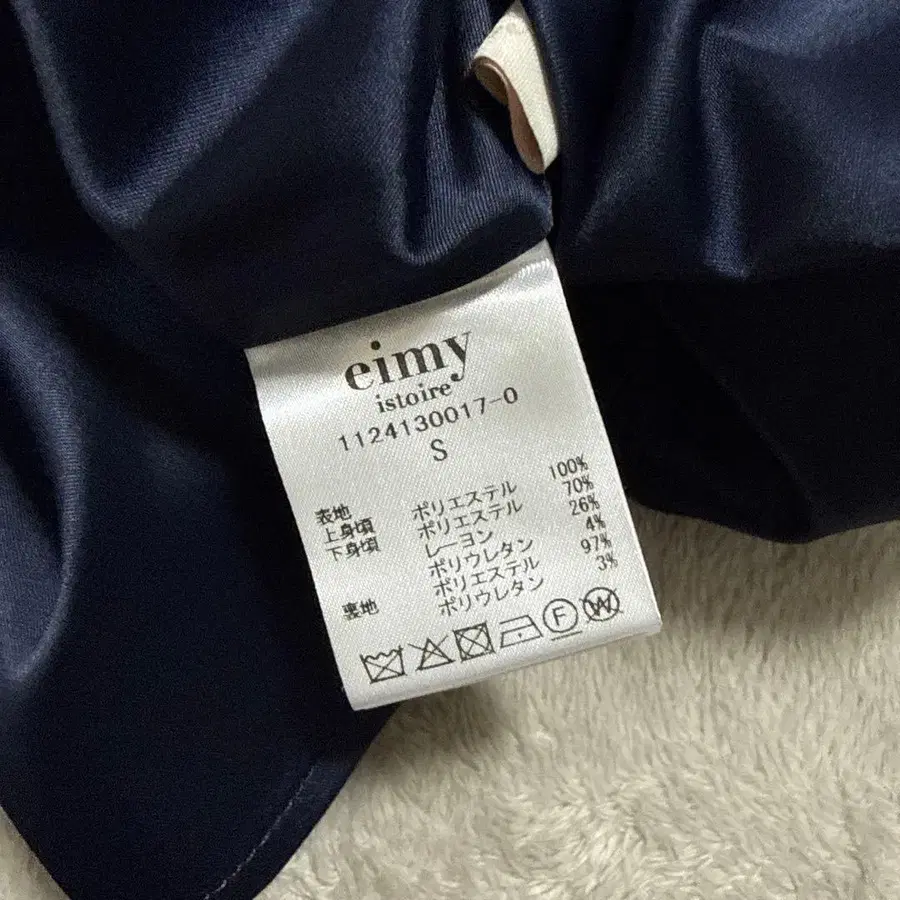 eimy
istoire
1124130017-0
S
表地 ポリエステル 100%
上身頃 ポリエステル 70%
下身頃 レーヨン 26%
ポリウレタン 4%
ポリエステル 97%
裏地 ポリウレタン 3%
F W